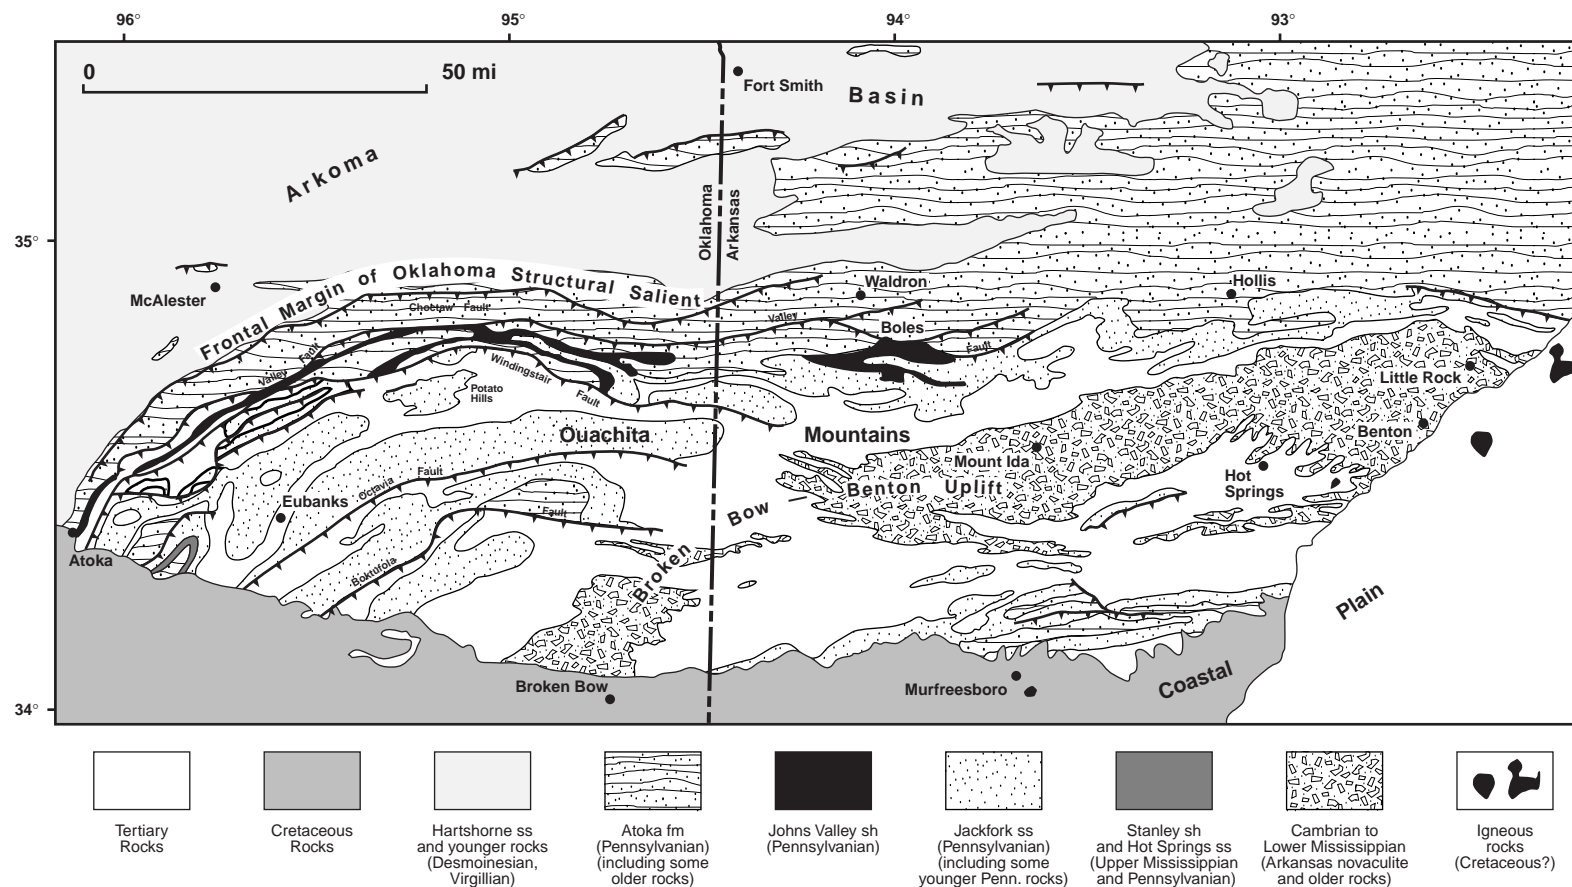 96°
95°
94°
93°
0
50 mi
Fort Smith
Basin
Arkoma
Oklahoma
Arkansas
35°
McAlester
Frontal Margin of Oklahoma Structural Salient
Choctaw Fault
Waldron
Hollis
Valley
Boles
Fault
Valley
Fault
Windingstair
Fault
Potato
Hills
Little Rock
Ouachita
Mountains
Benton
Mount Ida
Benton Uplift
Hot
Springs
Fault
Octavia
Eubanks
Fault
Broken Bow
Atoka
Boktufola
Plain
Coastal
Broken Bow
Murfreesboro
34°
Tertiary
Rocks
Cretaceous
Rocks
Hartshorne ss
and younger rocks
(Desmoinesian,
Virgillian)
Atoka fm
(Pennsylvanian)
(including some
older rocks)
Johns Valley sh
(Pennsylvanian)
Jackfork ss
(Pennsylvanian)
(including some
younger Penn. rocks)
Stanley sh
and Hot Springs ss
(Upper Mississippian
and Pennsylvanian)
Cambrian to
Lower Mississippian
(Arkansas novaculite
and older rocks)
Igneous
rocks
(Cretaceous?)